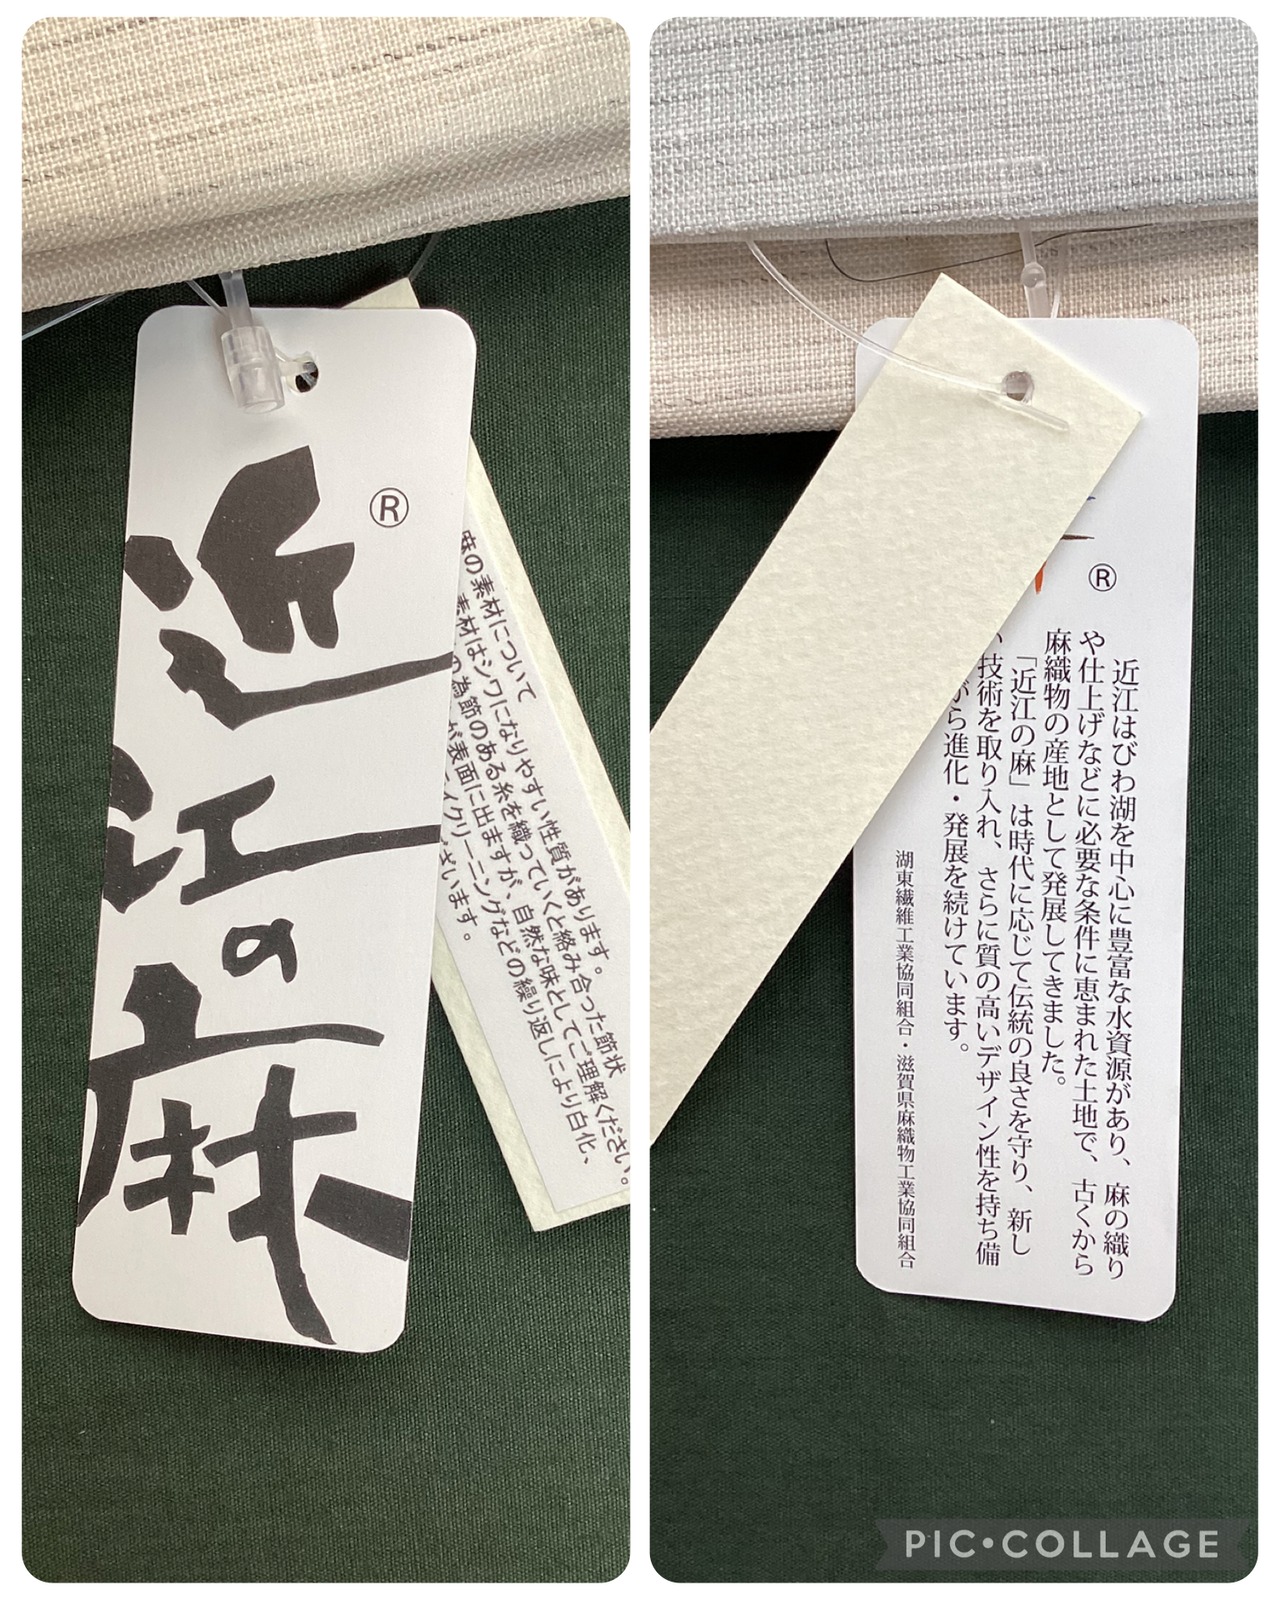 近江の麻
®
の素材について
素材はシワになりやすい性質があります。
の為節のある糸を織っていくと絡み合った節状
が表面に出ますが、自然な味としてご理解ください。
クリーニングなどの繰り返しにより白化、
ざいます。
®
近江はびわ湖を中心に豊富な水資源があり、麻の織り
や仕上げなどに必要な条件に恵まれた土地で、古くから
麻織物の産地として発展してきました。
「近江の麻」は時代に応じて伝統の良さを守り、新し
い技術を取り入れ、さらに質の高いデザイン性を持ち備
がら進化・発展を続けています。
湖東繊維工業協同組合・滋賀県麻織物工業協同組合
PIC•COLLAGE